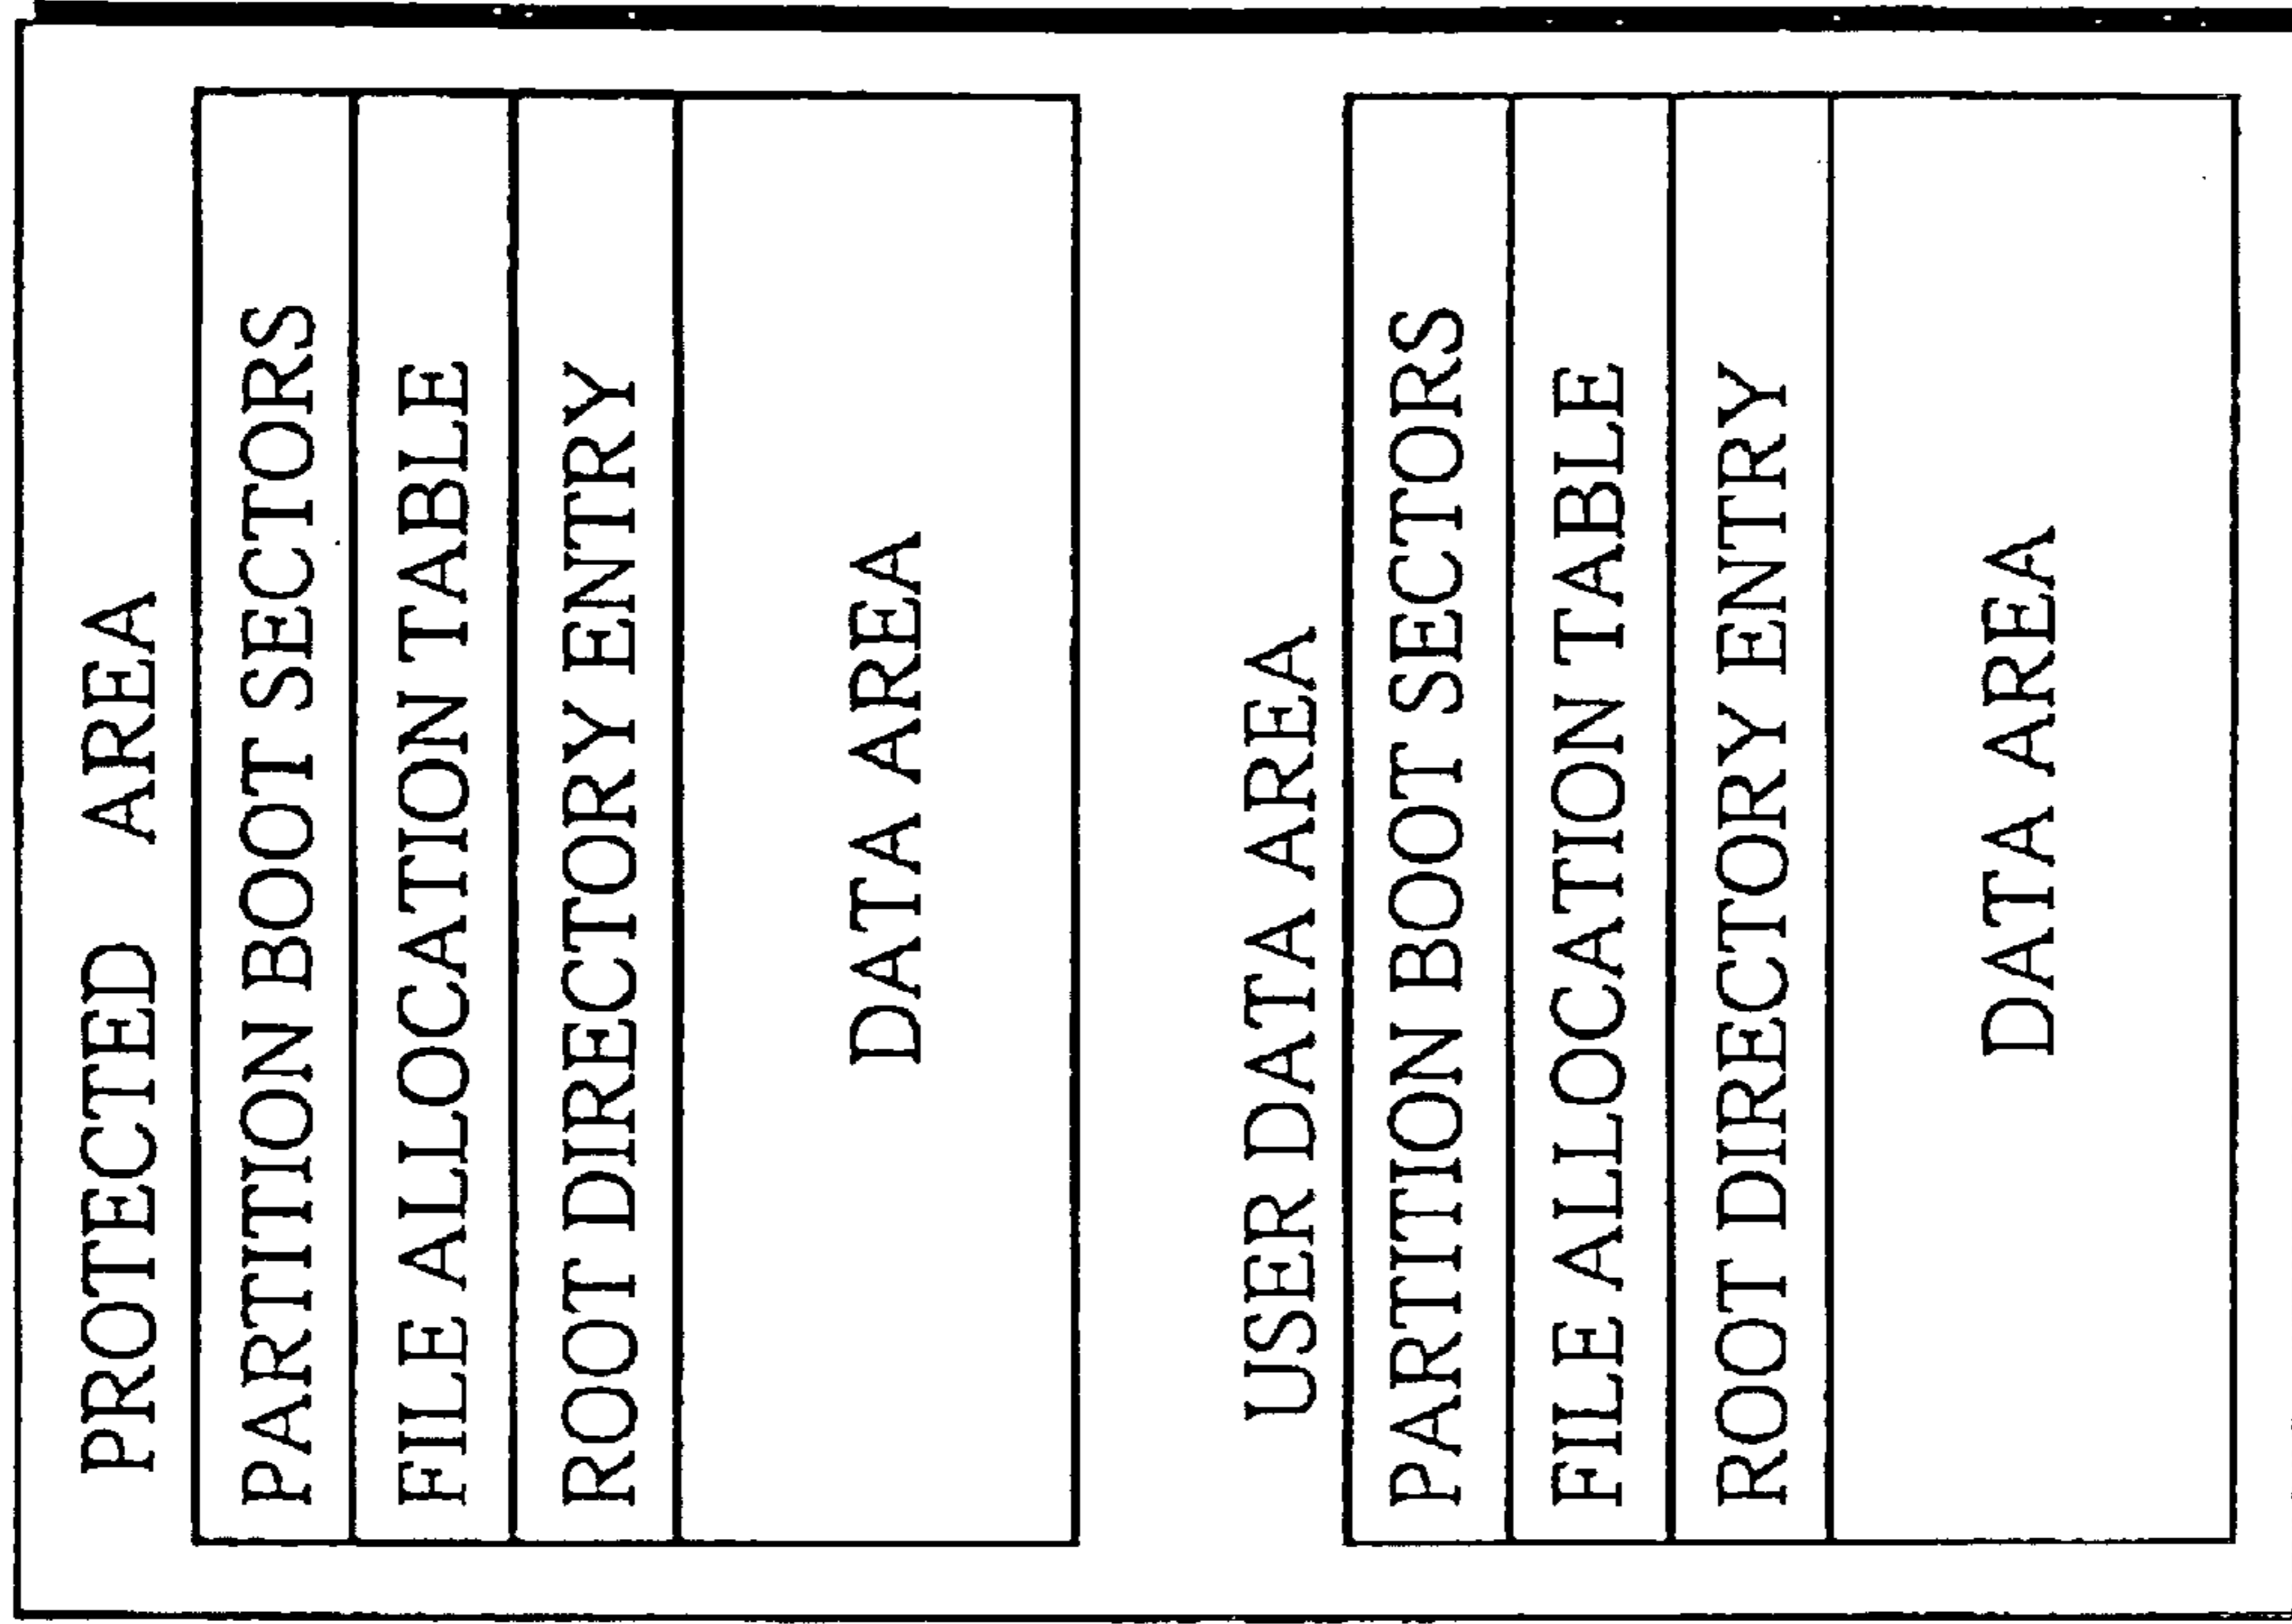 PROTECTED AREA
PARTITION BOOT SECTORS
FILE ALLOCATION TABLE
ROOT DIRECTORY ENTRY
DATA AREA
USER DATA AREA
PARTITION BOOT SECTORS
FILE ALLOCATION TABLE
ROOT DIRECTORY ENTRY
DATA AREA